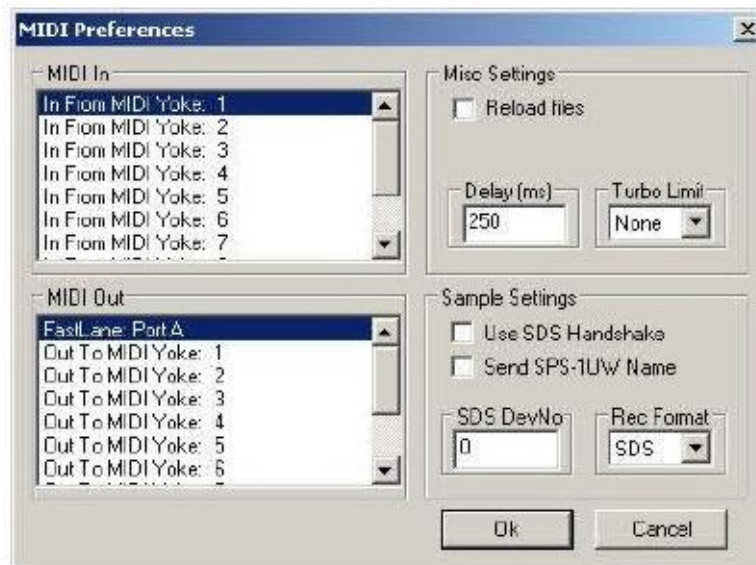 MIDI Preferences
MIDI In
In From MIDI Yoke: 1
In From MIDI Yoke: 2
In From MIDI Yoke: 3
In From MIDI Yoke: 4
In From MIDI Yoke: 5
In From MIDI Yoke: 6
In From MIDI Yoke: 7
Misc Settings
Reload files
Delay (ms)
250
Turbo Limit
None
MIDI Out
FastLane: Port A
Out To MIDI Yoke: 1
Out To MIDI Yoke: 2
Out To MIDI Yoke: 3
Out To MIDI Yoke: 4
Out To MIDI Yoke: 5
Out To MIDI Yoke: 6
Sample Settings
Use SDS Handshake
Send SPS-1UW Name
SDS DevNo
0
Rec Format
SDS
Ok
Cancel